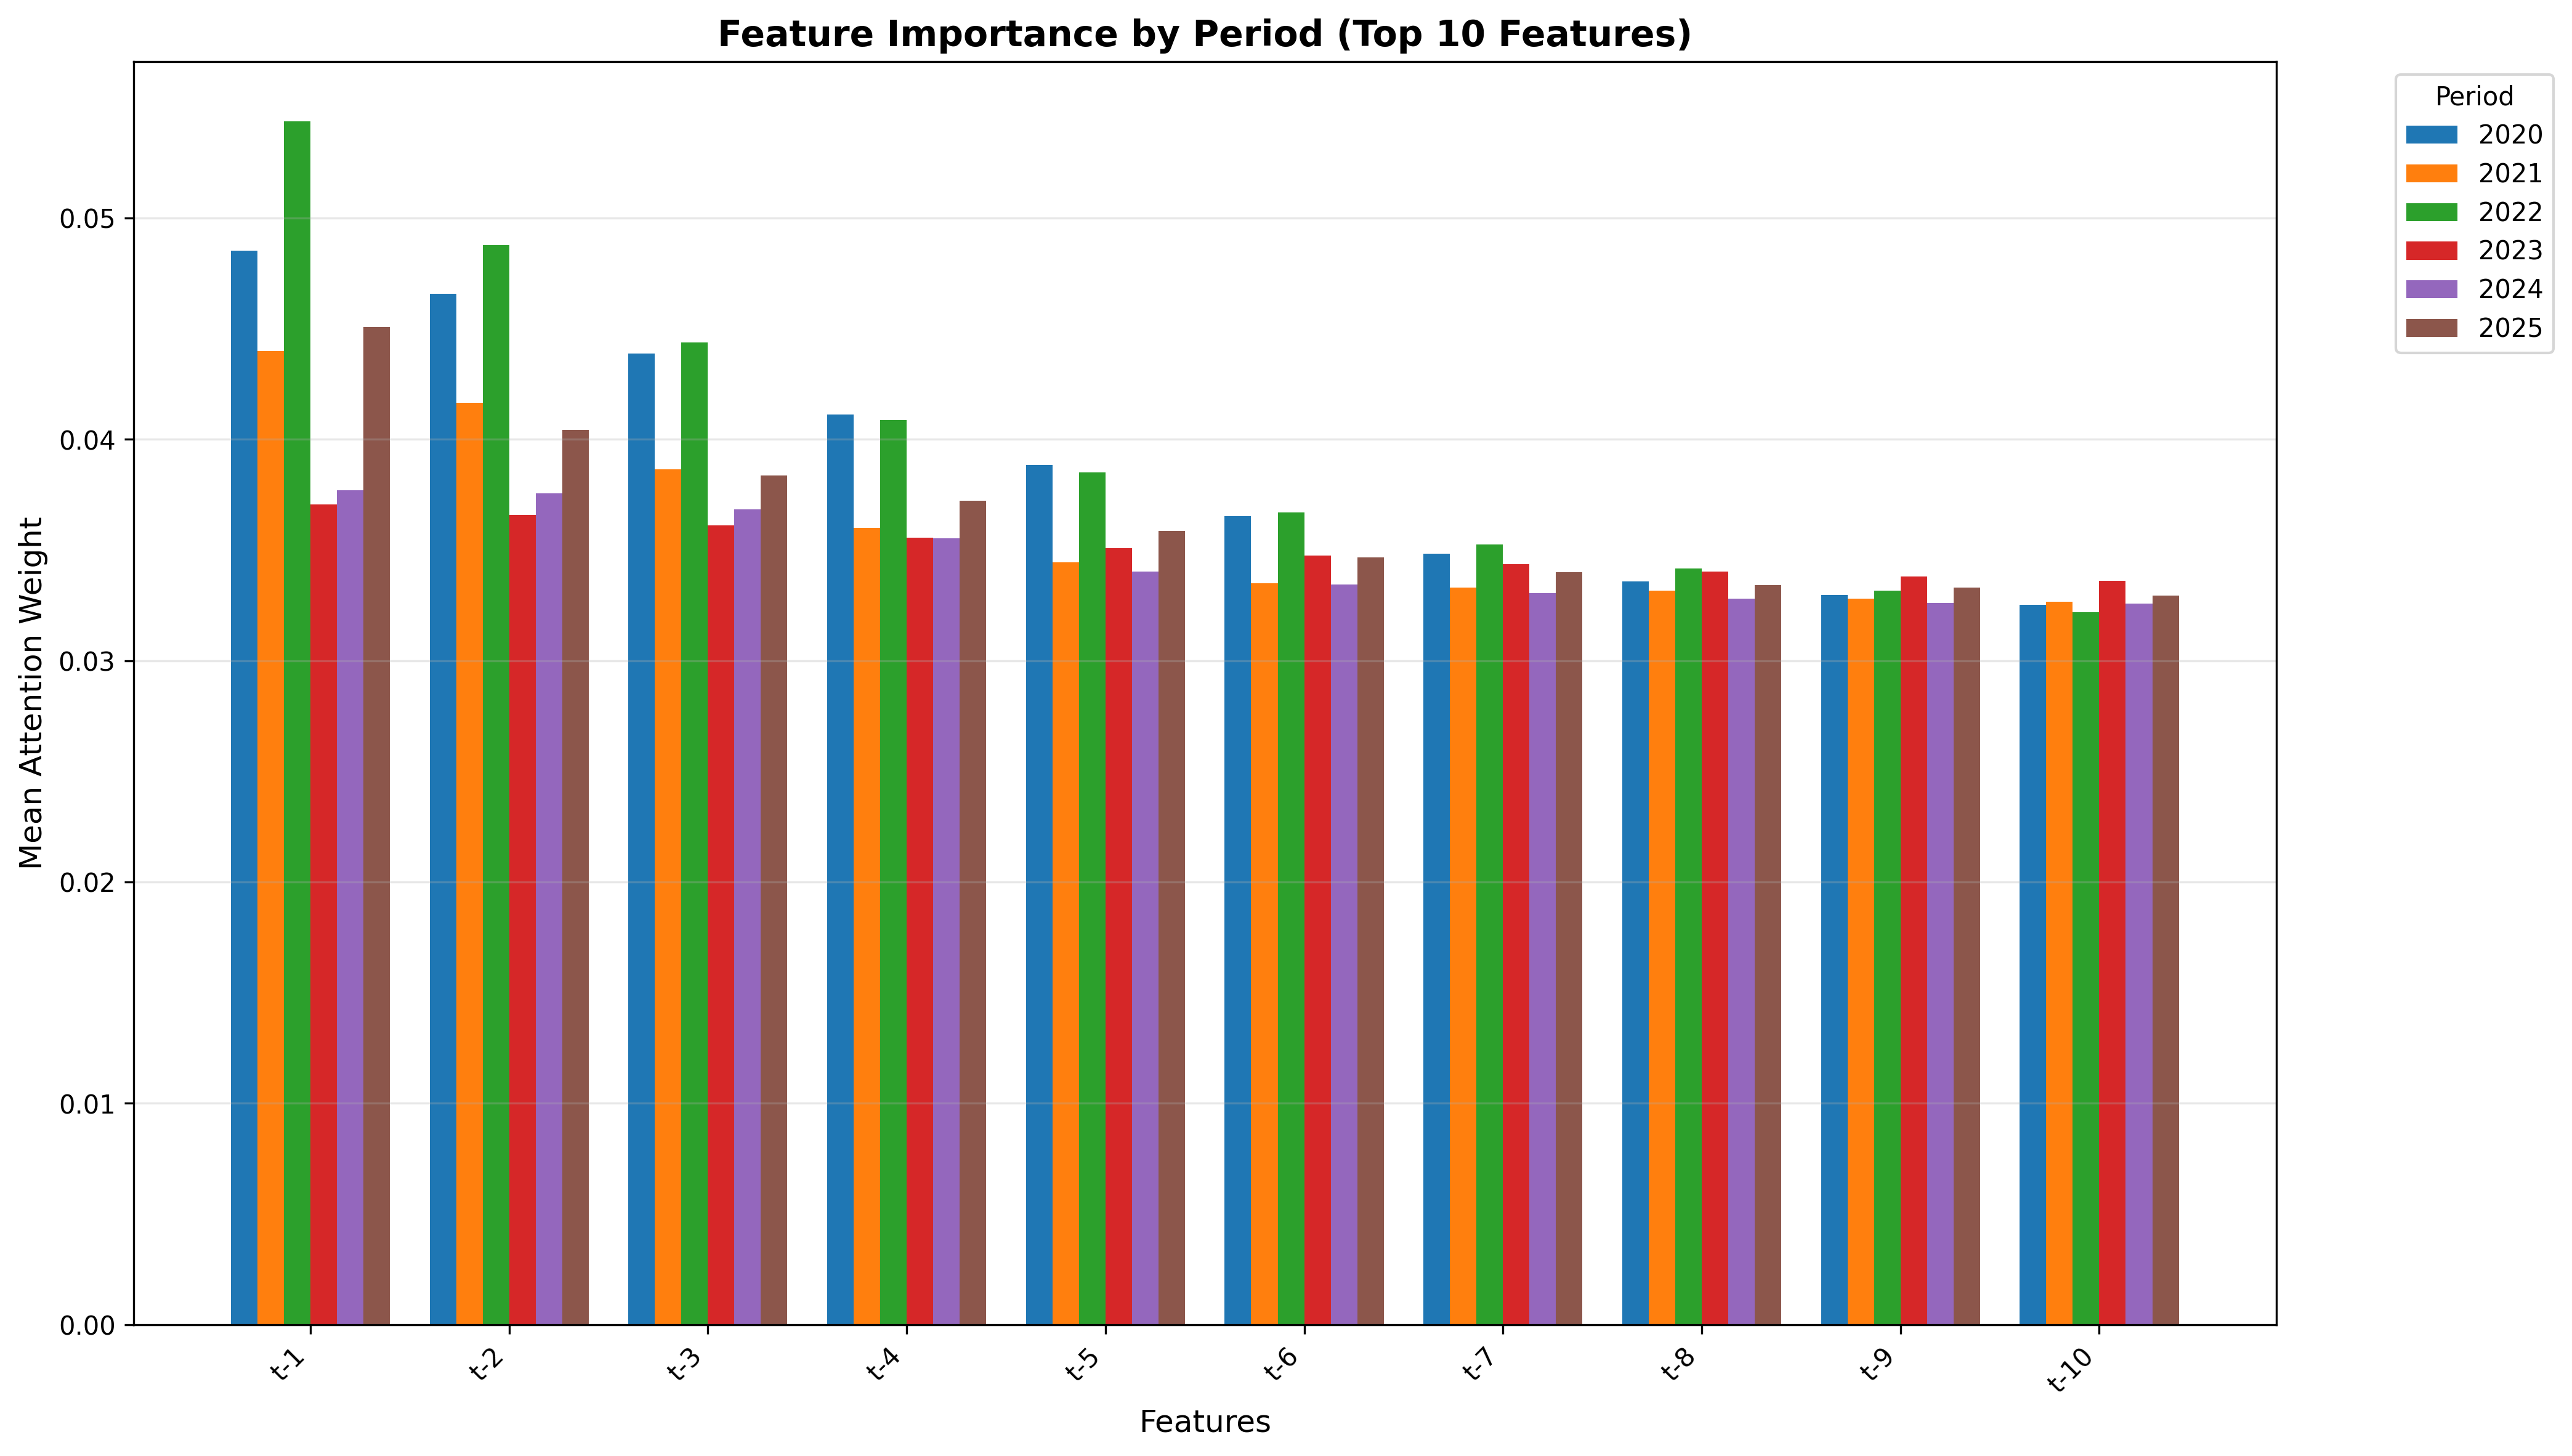 Feature Importance by Period (Top 10 Features)
Period
2020
2021
2022
2023
2024
2025
Mean Attention Weight
0.05
0.04
0.03
0.02
0.01
0.00
t-1
t-2
t-3
t-4
t-5
t-6
t-7
t-8
t-9
t-10
Features